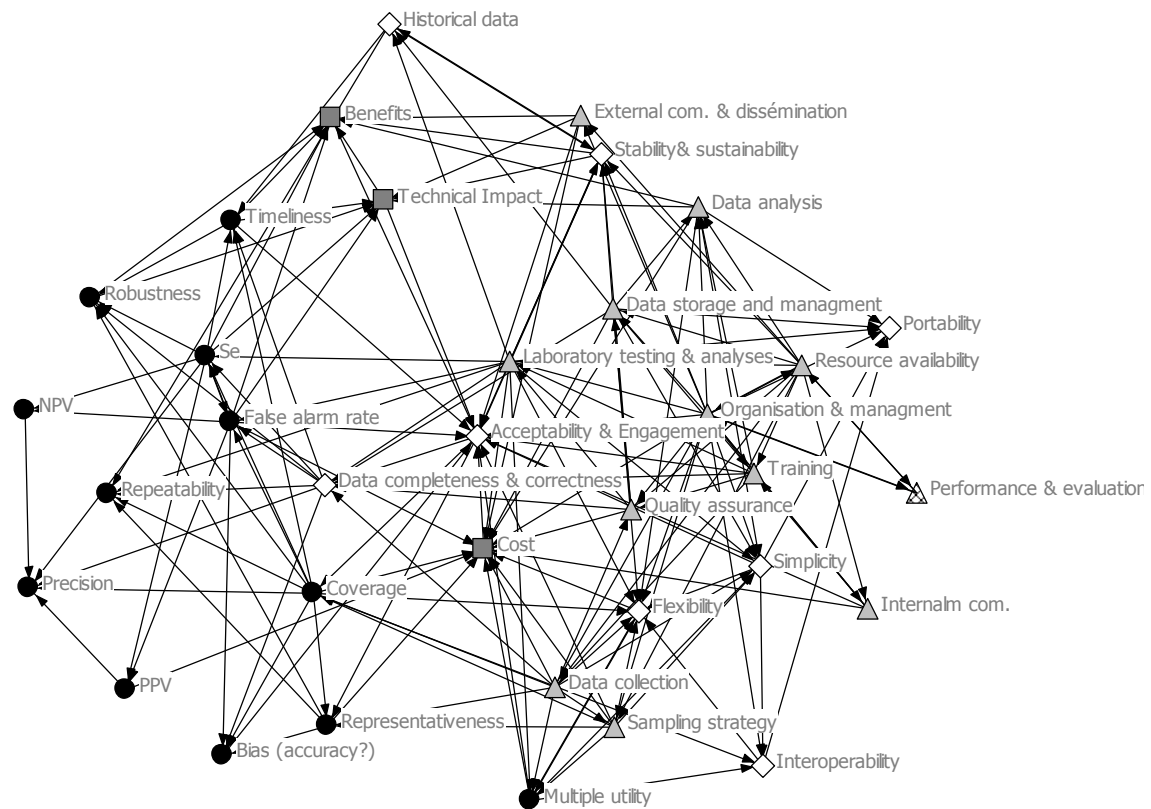 Historical data
Benefits
External com. & dissémination
Stability& sustainability
Technical Impact
Data analysis
Timeliness
Robustness
Data storage and managment
Portability
Se
Laboratory testing & analyses
Resource availability
NPV
False alarm rate
Organisation & managment
Acceptability & Engagement
Training
Repeatability
Data completeness & correctness
Performance & evaluation
Quality assurance
Cost
Simplicity
Precision
Coverage
Flexibility
Internalm com.
PPV
Data collection
Representativeness
Sampling strategy
Bias (accuracy?)
Interoperability
Multiple utility